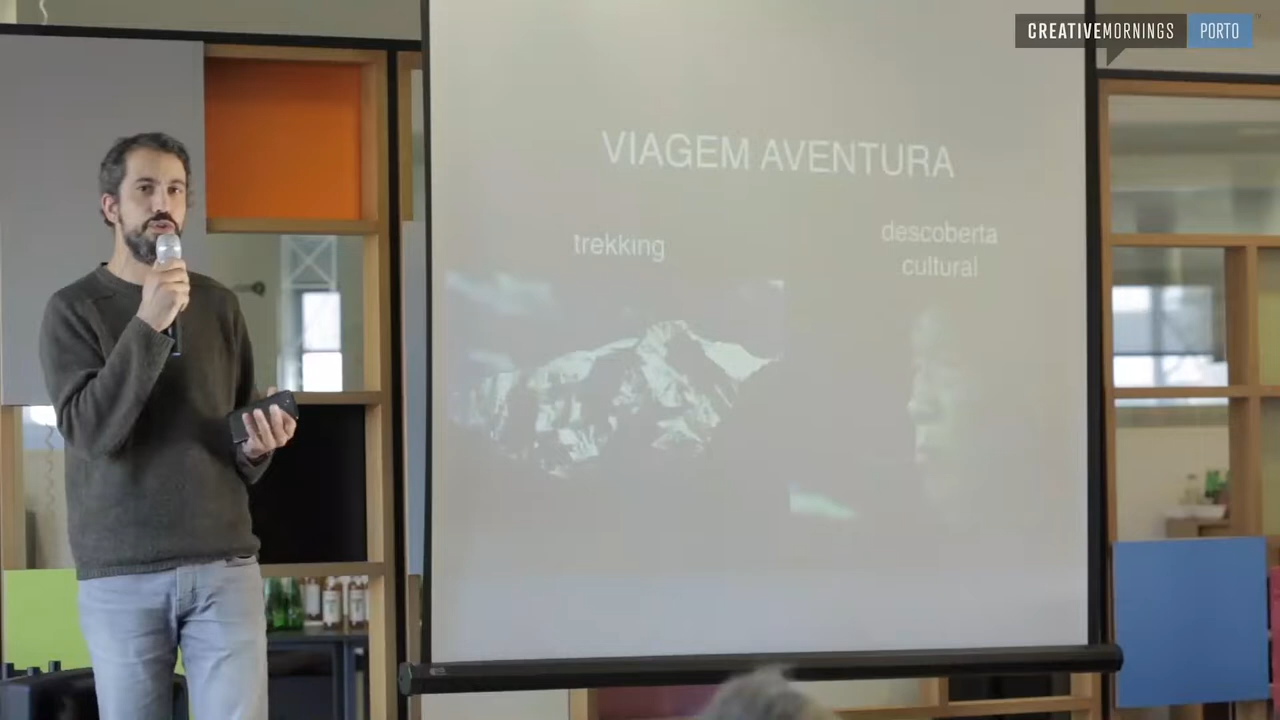 CREATIVEMORNINGS PORTO
VIAGEM AVENTURA
trekking
descoberta
cultural